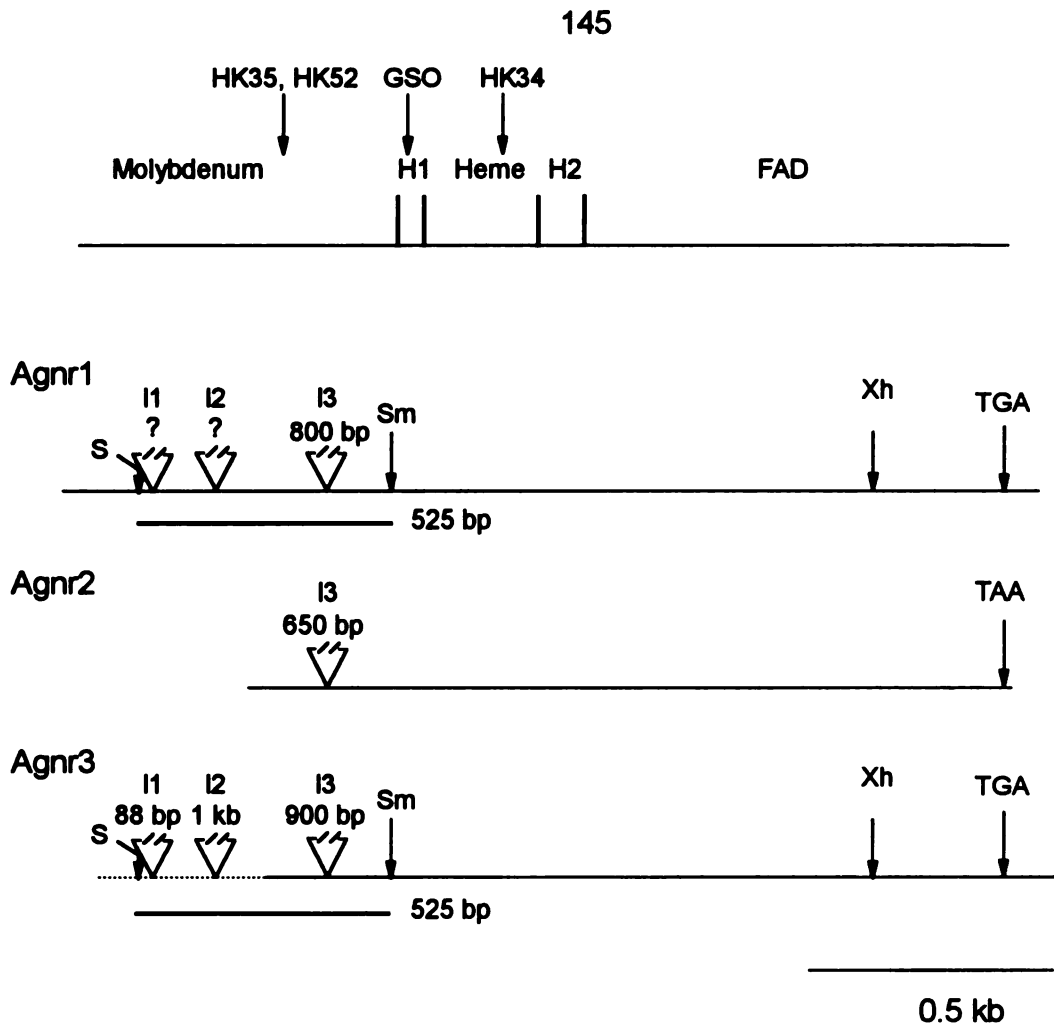 145
HK35, HK52 GSO HK34
Molybdenum H1 Heme H2 FAD
Agnr1
I1 I2 I3
? ? 800 bp
S Sm Xh TGA
525 bp
Agnr2
I3
650 bp
TAA
Agnr3
I1 I2 I3
88 bp 1 kb 900 bp
S Sm Xh TGA
525 bp
0.5 kb